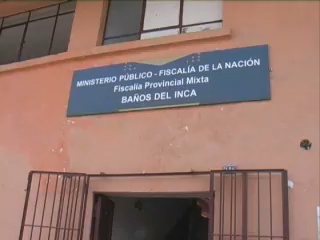 MINISTERIO PÚBLICO - FISCALÍA DE LA NACIÓN
Fiscalía Provincial Mixta
BAÑOS DEL INCA